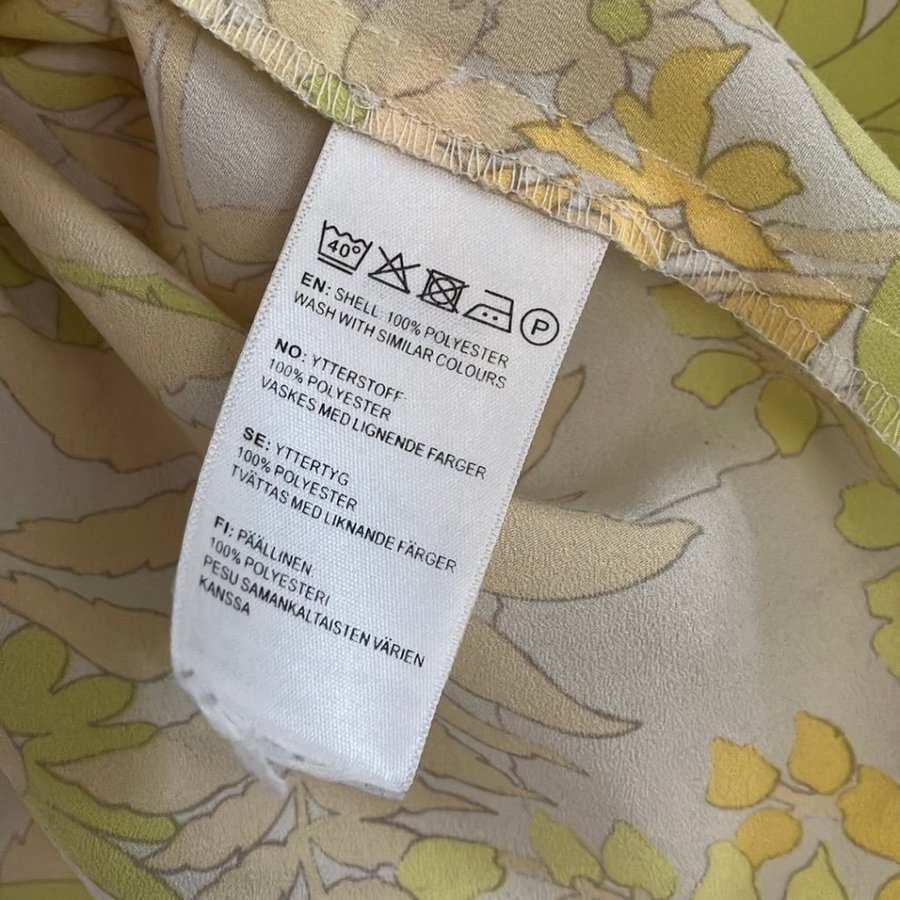 40°
P
EN: SHELL: 100% POLYESTER
WASH WITH SIMILAR COLOURS
NO: YTTERSTOFF
100% POLYESTER
VASKES MED LIGNENDE FARGER
SE: YTTERTYG
100% POLYESTER
TVÄTTAS MED LIKNANDE FÄRGER
FI: PÄÄLLINEN
100% POLYESTERI
PESU SAMANKALTAISTEN VÄRIEN
KANSSA